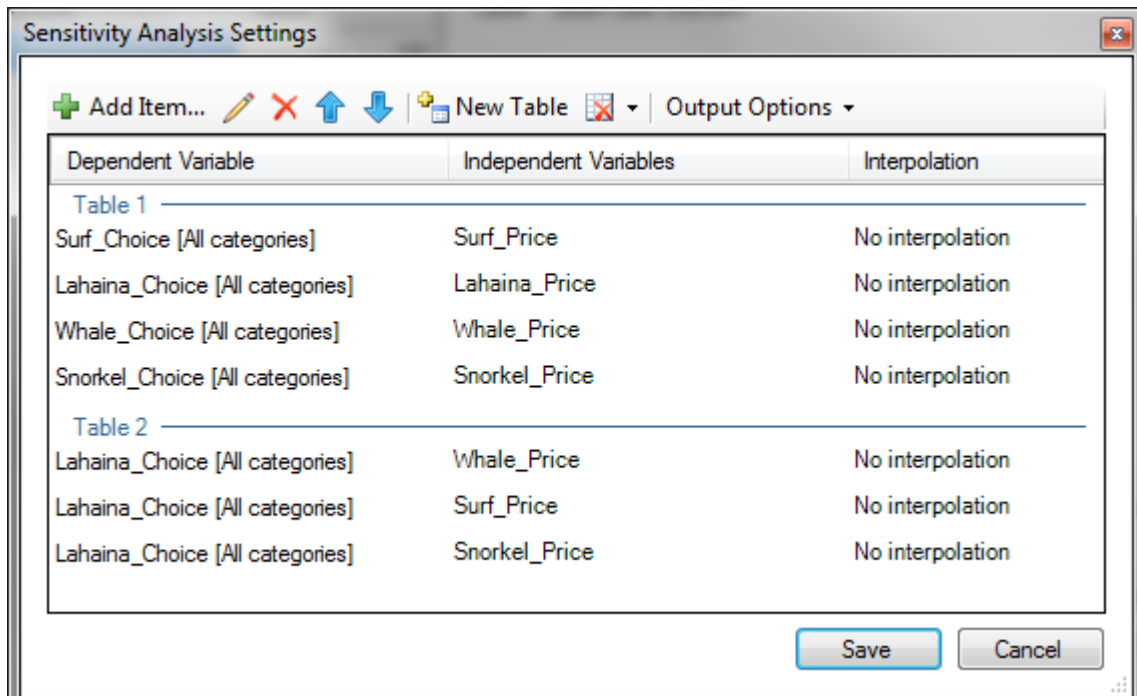 Sensitivity Analysis Settings
Add Item... New Table Output Options
Dependent Variable Independent Variables Interpolation
Table 1
Surf_Choice [All categories] Surf_Price No interpolation
Lahaina_Choice [All categories] Lahaina_Price No interpolation
Whale_Choice [All categories] Whale_Price No interpolation
Snorkel_Choice [All categories] Snorkel_Price No interpolation
Table 2
Lahaina_Choice [All categories] Whale_Price No interpolation
Lahaina_Choice [All categories] Surf_Price No interpolation
Lahaina_Choice [All categories] Snorkel_Price No interpolation
Save Cancel